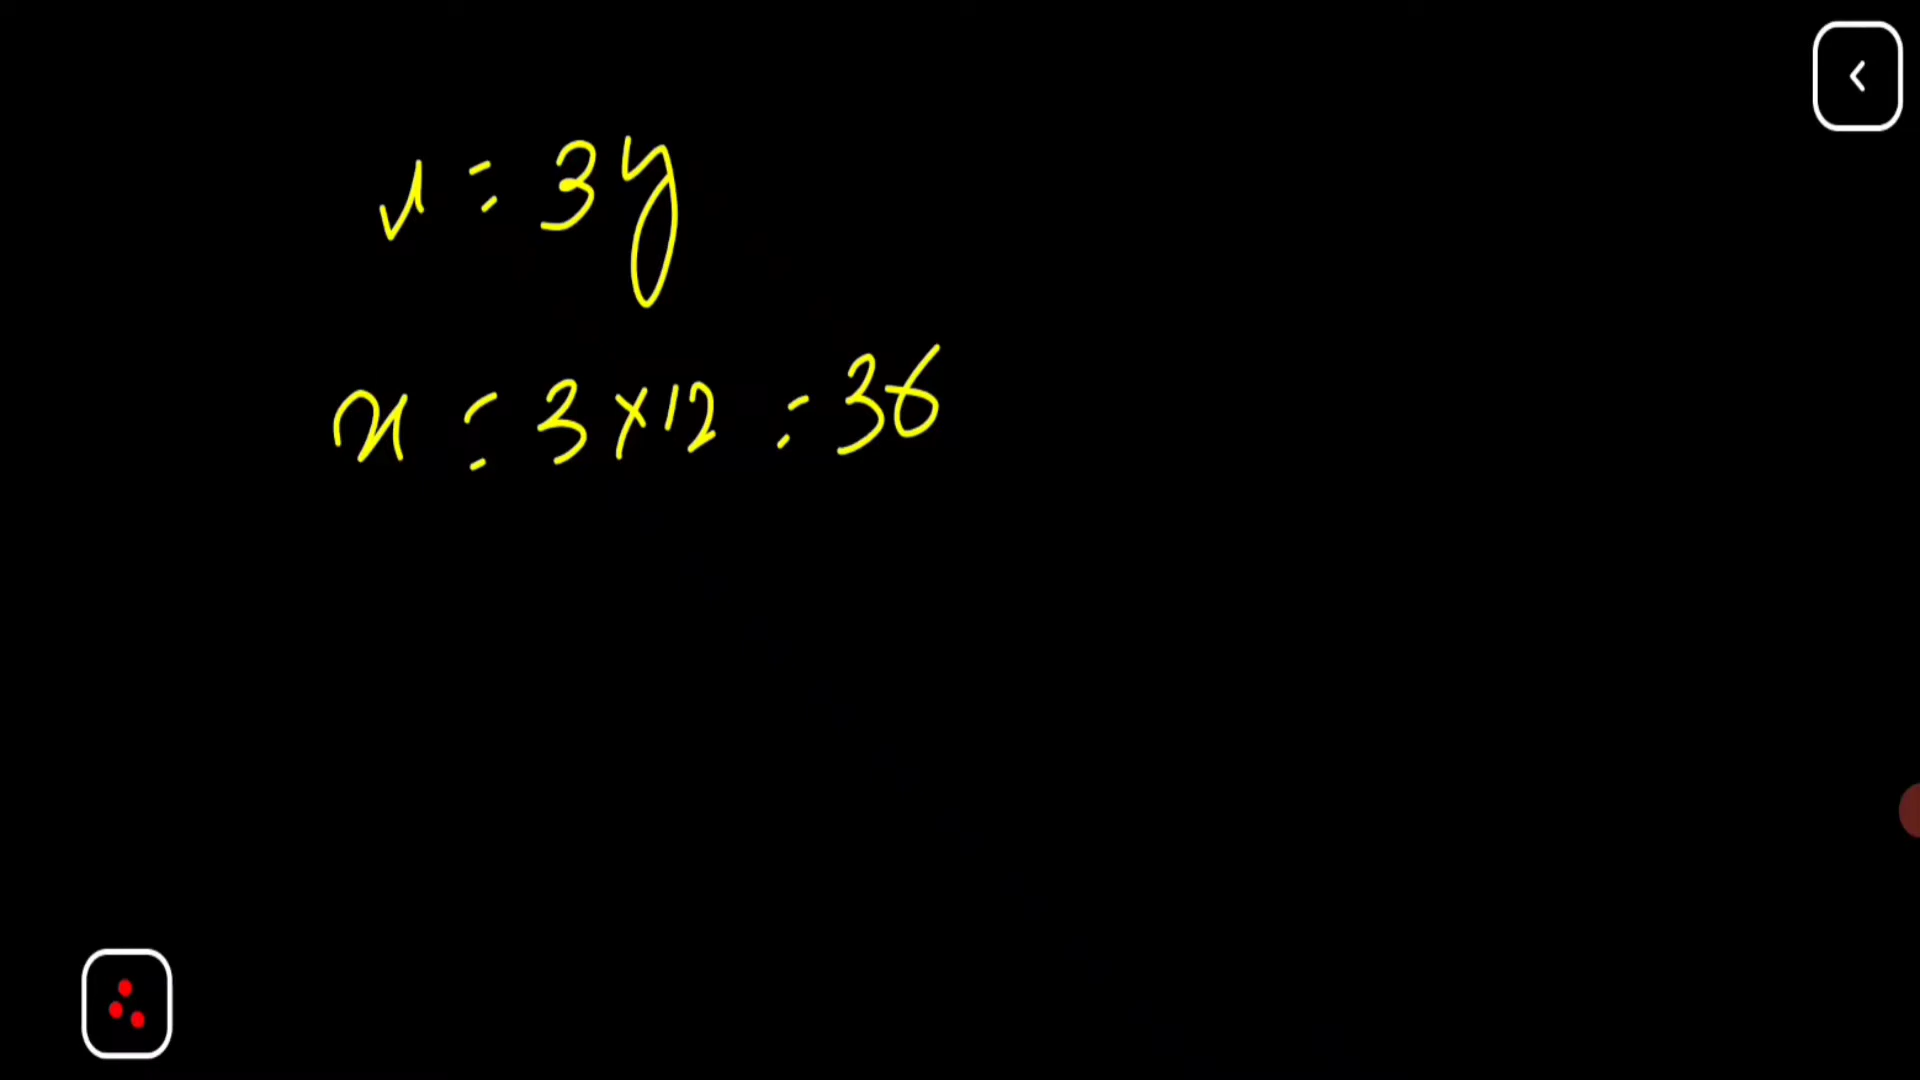 x = 3y
x = 3 × 12 = 36